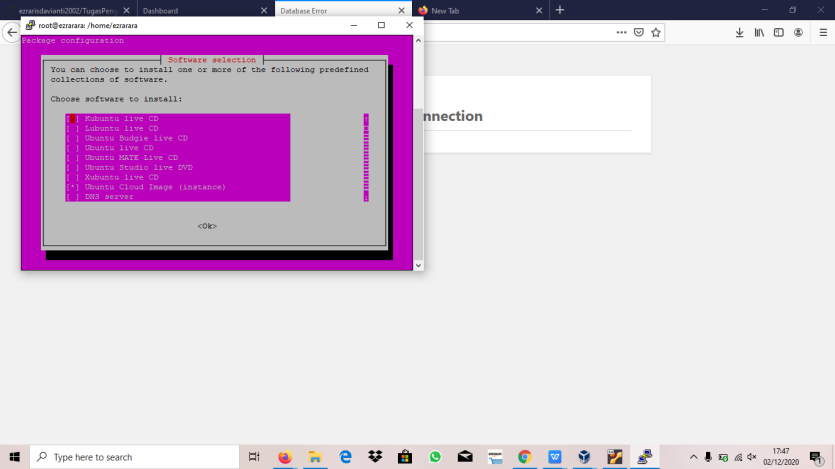 ezrarisdavianti2002/TugasPeng
Dashboard
Database Error
New Tab
root@ezrarara: /home/ezrarara
Package configuration
Software selection
You can choose to install one or more of the following predefined
collections of software.
Choose software to install:
[ ] Kubuntu live CD
[ ] Lubuntu live CD
[ ] Ubuntu Budgie live CD
[ ] Ubuntu live CD
[ ] Ubuntu MATE Live CD
[ ] Ubuntu Studio live DVD
[ ] Xubuntu live CD
[*] Ubuntu Cloud Image (instance)
[ ] DNS server
<Ok>
nnection
Type here to search
17:47
02/12/2020
1